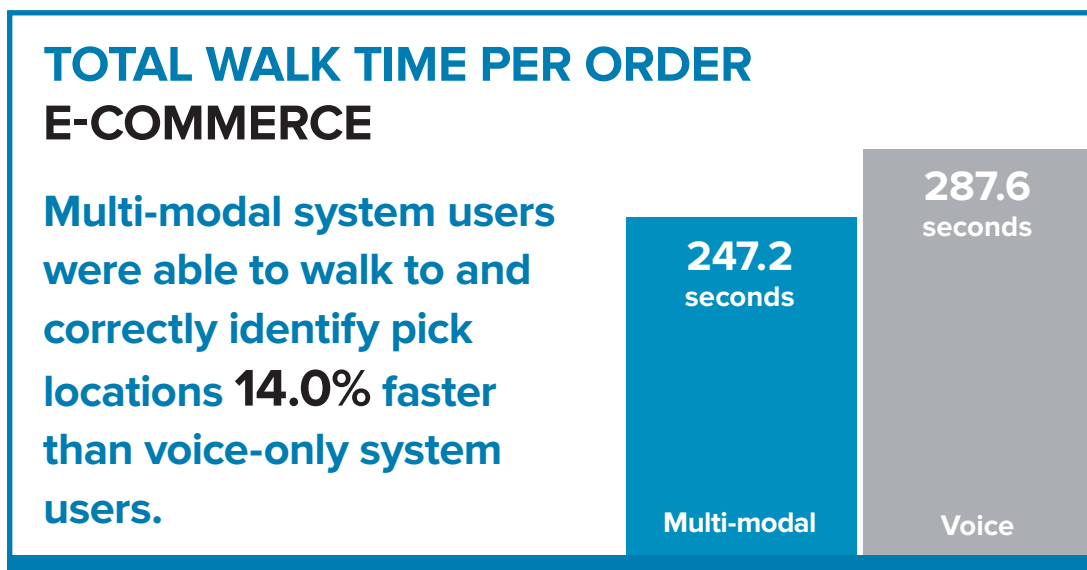 TOTAL WALK TIME PER ORDER
E-COMMERCE
Multi-modal system users
were able to walk to and
correctly identify pick
locations 14.0% faster
than voice-only system
users.
247.2
seconds
Multi-modal
287.6
seconds
Voice